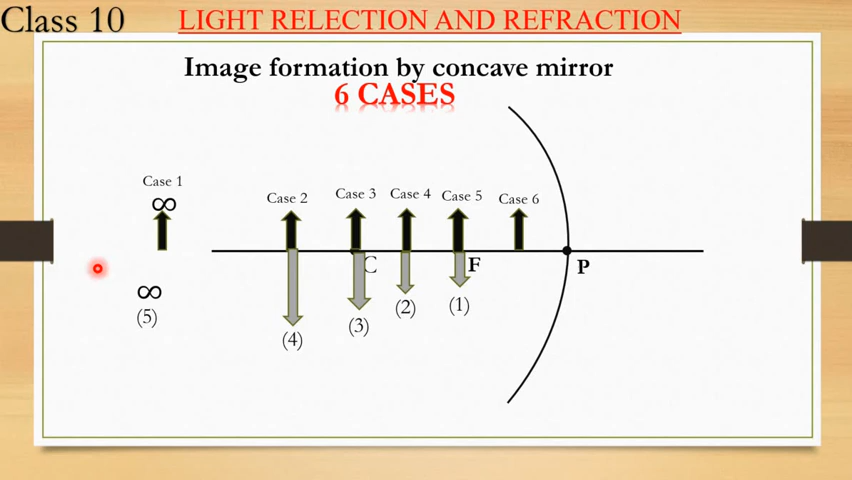 Class 10
LIGHT RELECTION AND REFRACTION
Image formation by concave mirror
6 CASES
Case 1
∞
Case 2
Case 3
Case 4
Case 5
Case 6
C
F
P
∞
(5)
(4)
(3)
(2)
(1)